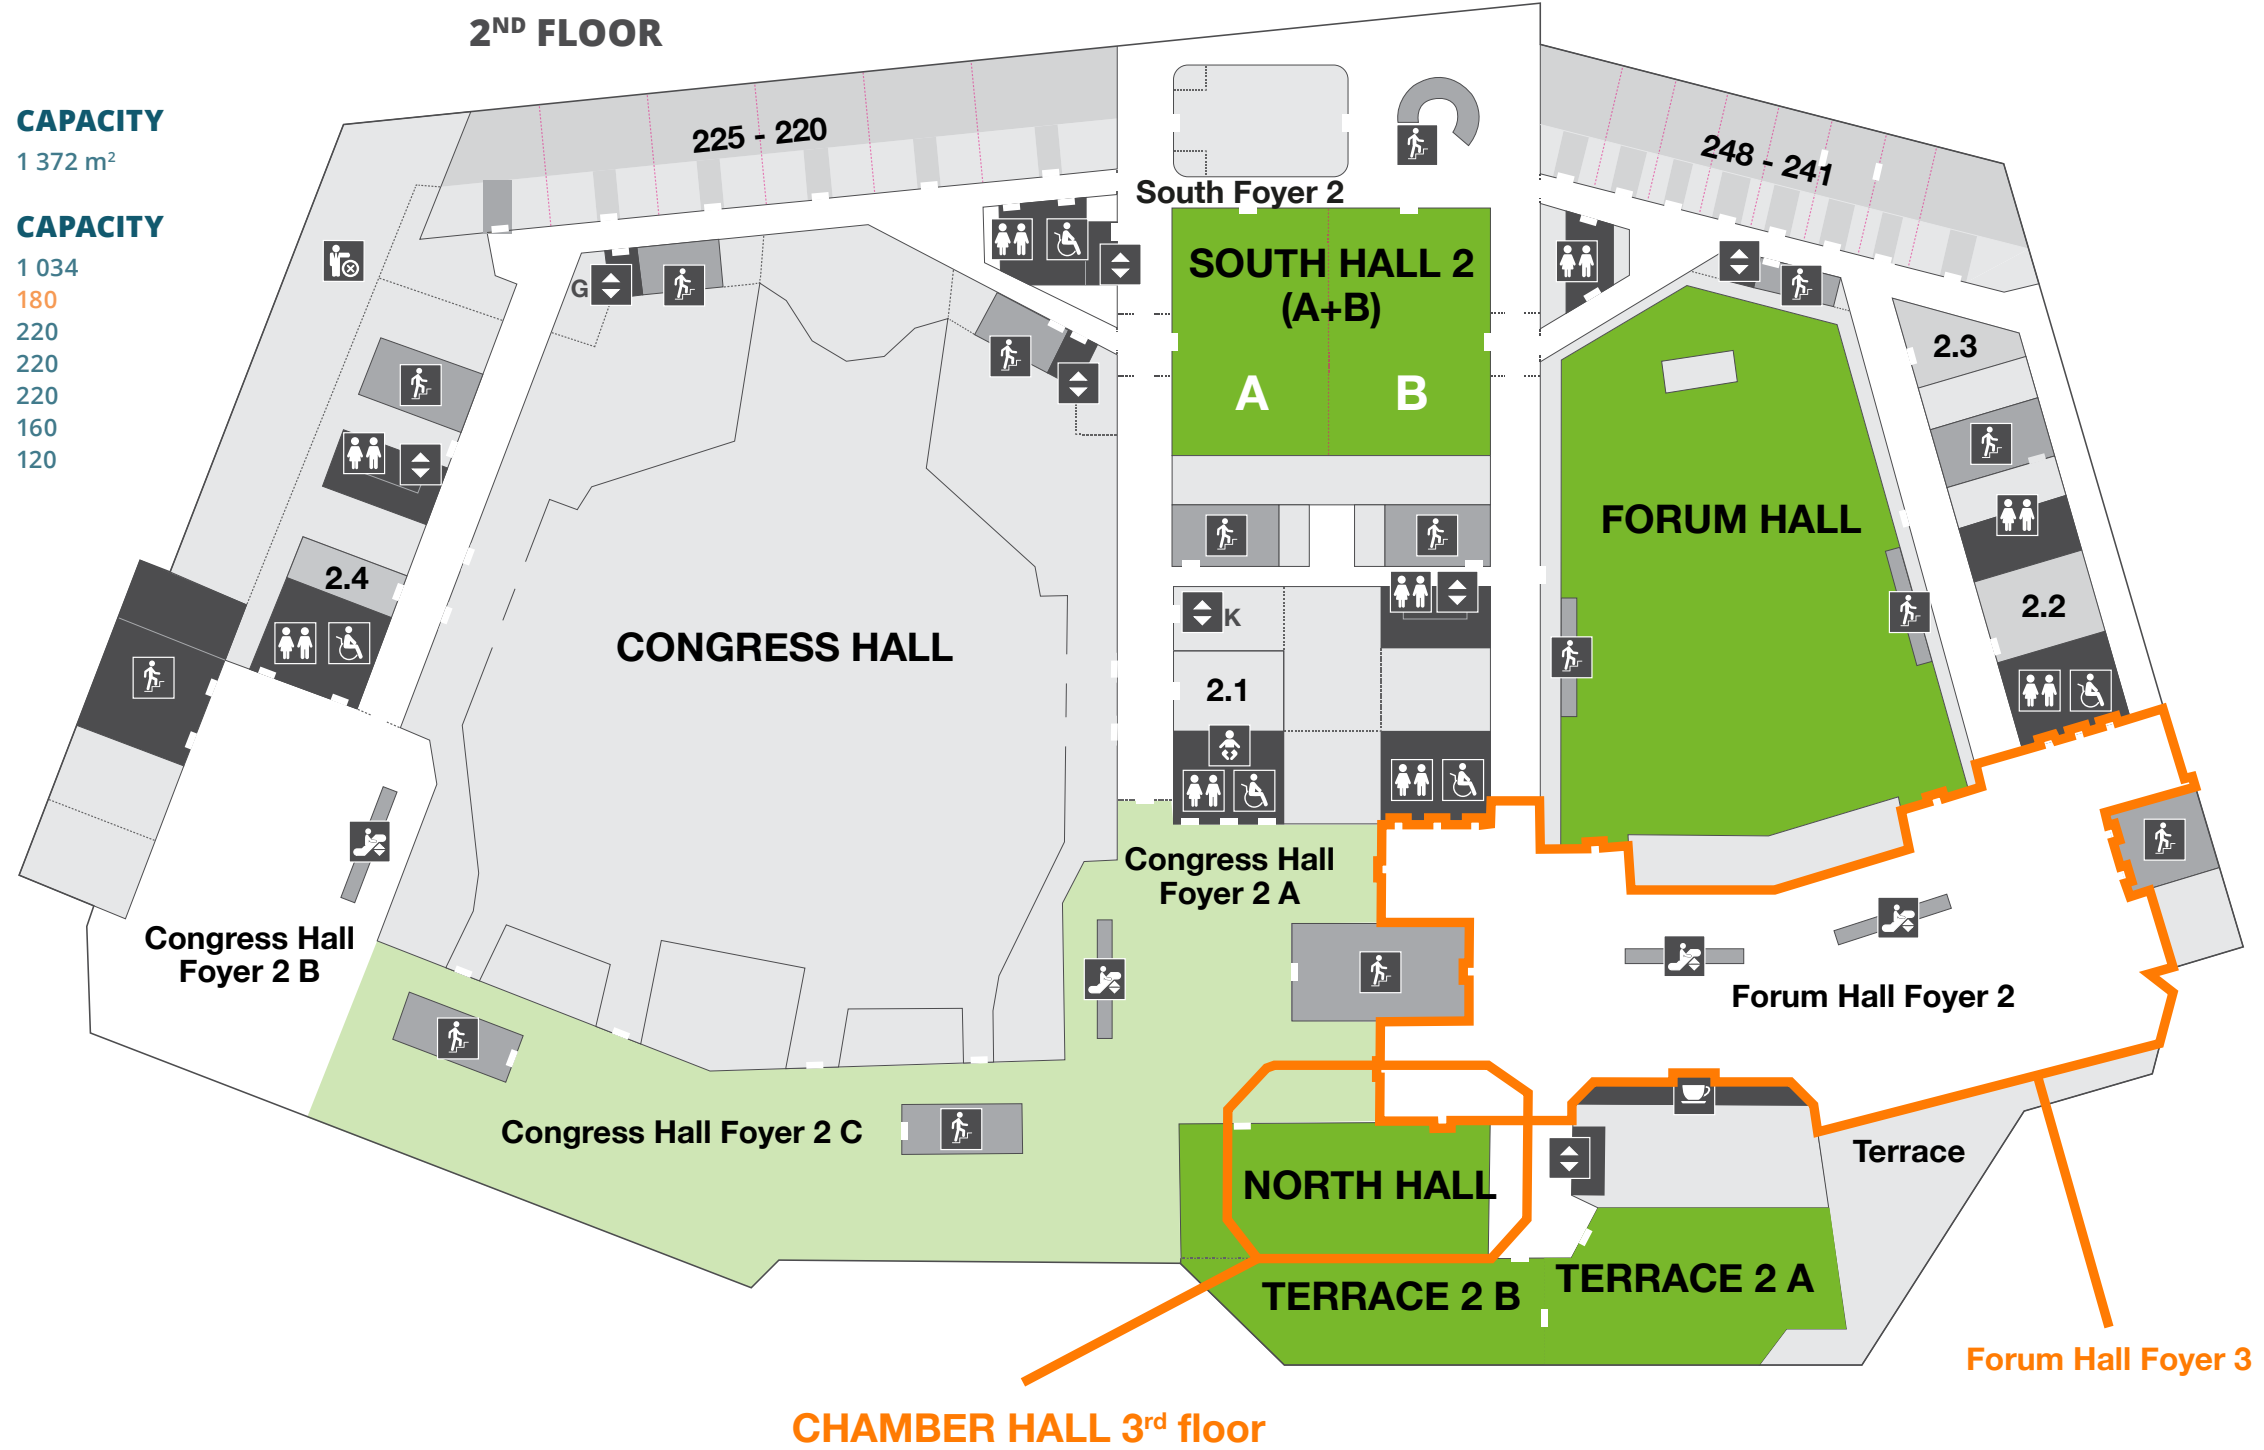 2ND FLOOR
CAPACITY
1 372 m2
CAPACITY
1 034
180
220
220
220
160
120
225 - 220
248 - 241
South Foyer 2
SOUTH HALL 2
(A+B)
A
B
G
2.3
FORUM HALL
2.4
2.2
K
CONGRESS HALL
2.1
Congress Hall
Foyer 2 A
Congress Hall
Foyer 2 B
Forum Hall Foyer 2
Congress Hall Foyer 2 C
Terrace
NORTH HALL
TERRACE 2 A
TERRACE 2 B
Forum Hall Foyer 3
CHAMBER HALL 3rd floor